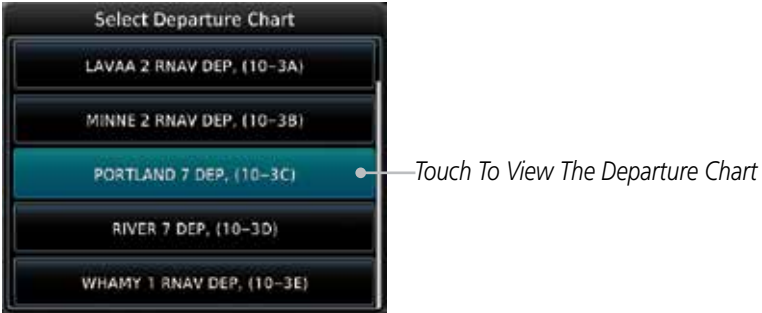 Select Departure Chart
LAVAA 2 RNAV DEP, (10-3A)
MINNE 2 RNAV DEP, (10-3B)
PORTLAND 7 DEP, (10-3C)
Touch To View The Departure Chart
RIVER 7 DEP, (10-3D)
WHAMY 1 RNAV DEP, (10-3E)